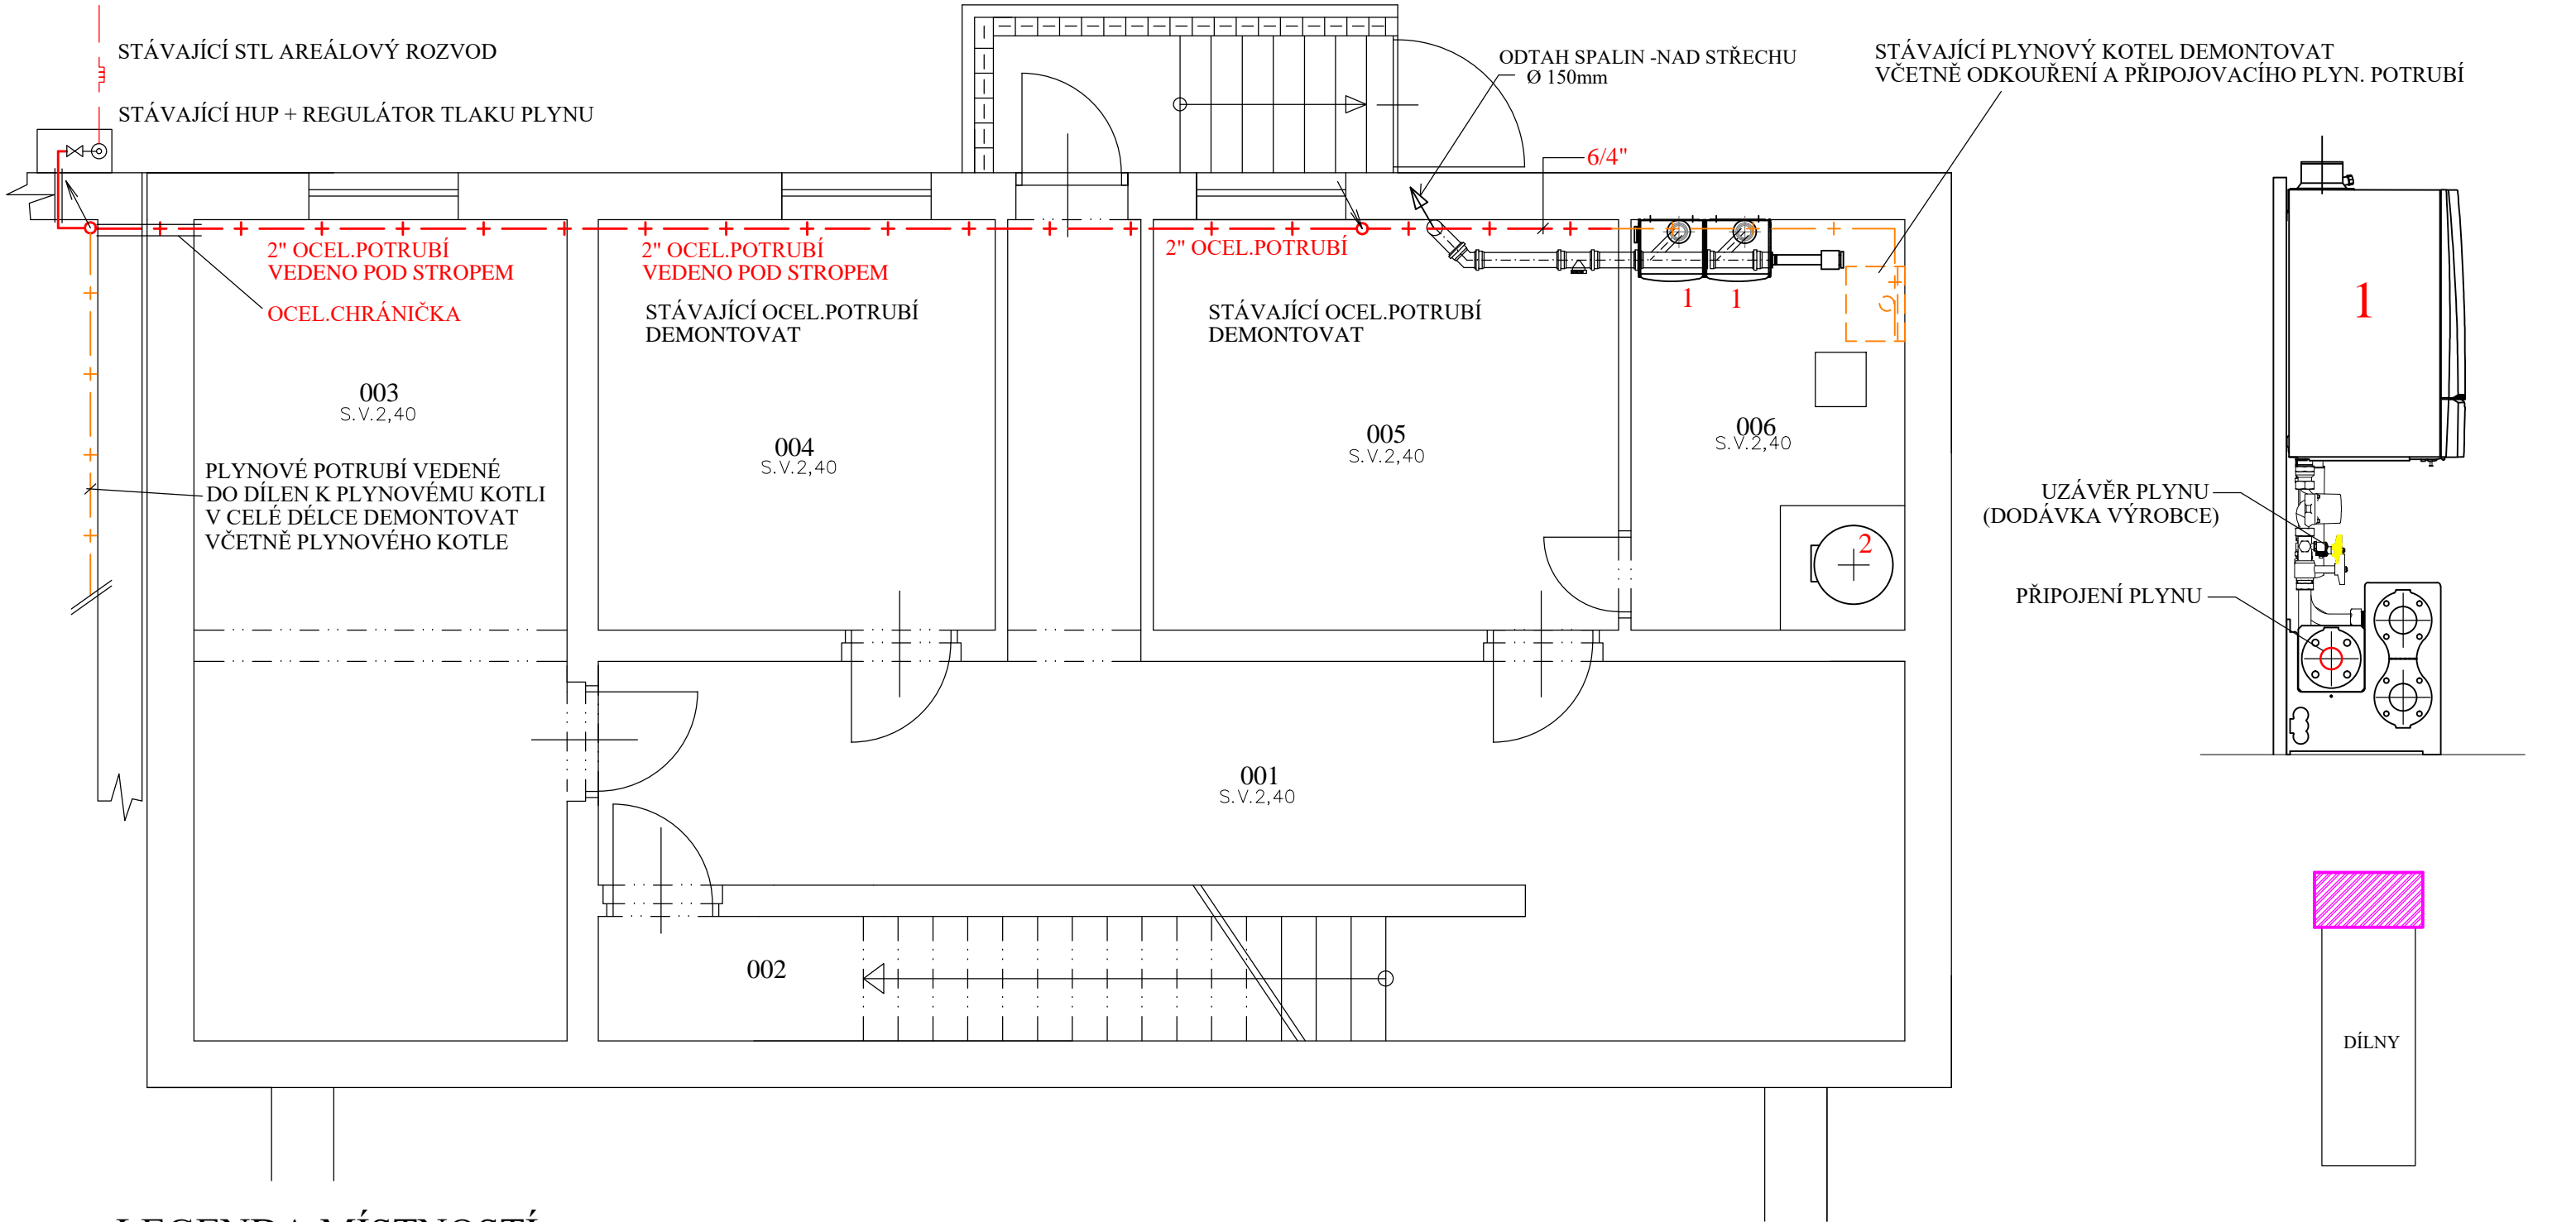 STÁVAJÍCÍ STL AREÁLOVÝ ROZVOD
STÁVAJÍCÍ HUP + REGULÁTOR TLAKU PLYNU
ODTAH SPALIN -NAD STŘECHU
Ø 150mm
STÁVAJÍCÍ PLYNOVÝ KOTEL DEMONTOVAT
VČETNĚ ODKOUŘENÍ A PŘIPOJOVACÍHO PLYN. POTRUBÍ
6/4"
2" OCEL.POTRUBÍ
VEDENO POD STROPEM
OCEL.CHRÁNIČKA
2" OCEL.POTRUBÍ
VEDENO POD STROPEM
STÁVAJÍCÍ OCEL.POTRUBÍ
DEMONTOVAT
2" OCEL.POTRUBÍ
STÁVAJÍCÍ OCEL.POTRUBÍ
DEMONTOVAT
1
1
1
003
S.V.2,40
004
S.V.2,40
005
S.V.2,40
006
S.V.2,40
PLYNOVÉ POTRUBÍ VEDENÉ
DO DÍLEN K PLYNOVÉMU KOTLI
V CELÉ DÉLCE DEMONTOVAT
VČETNĚ PLYNOVÉHO KOTLE
2
UZÁVĚR PLYNU
(DODÁVKA VÝROBCE)
PŘIPOJENÍ PLYNU
001
S.V.2,40
002
DÍLNY
LEGENDA MÍSTNOSTÍ